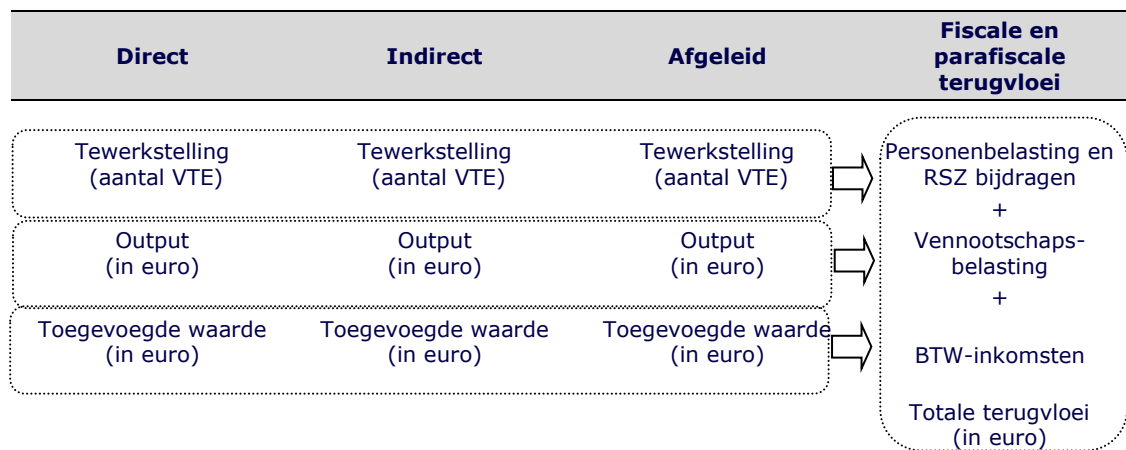 Direct
Indirect
Afgeleid
Fiscale en
parafiscale
terugvloei
Tewerkstelling
(aantal VTE)
Tewerkstelling
(aantal VTE)
Tewerkstelling
(aantal VTE)
Personenbelasting en
RSZ bijdragen
+
Output
(in euro)
Output
(in euro)
Output
(in euro)
Vennootschaps-
belasting
+
Toegevoegde waarde
(in euro)
Toegevoegde waarde
(in euro)
Toegevoegde waarde
(in euro)
BTW-inkomsten
Totale terugvloei
(in euro)